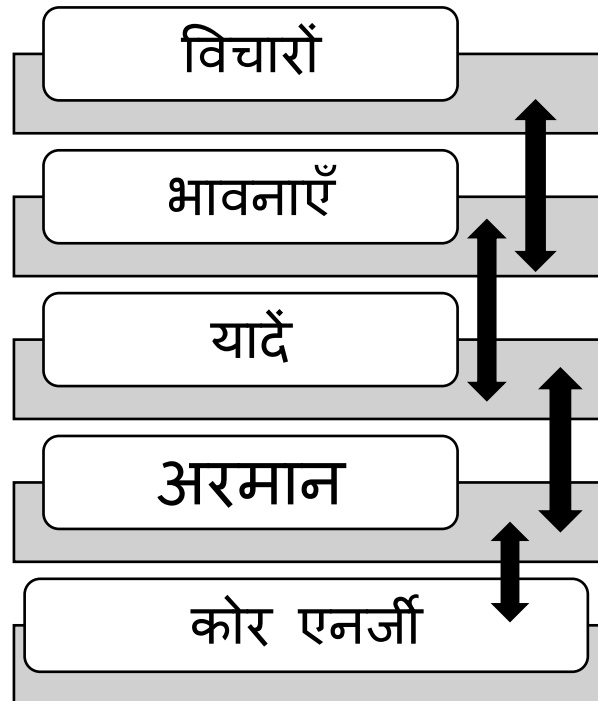 विचारों
भावनाएँ
यादें
अरमान
कोर एनर्जी